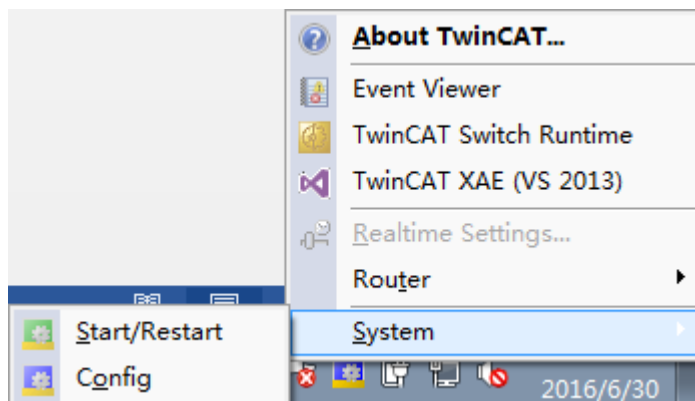 About TwinCAT...
Event Viewer
TwinCAT Switch Runtime
TwinCAT XAE (VS 2013)
Realtime Settings...
Router
System
Start/Restart
Config
2016/6/30